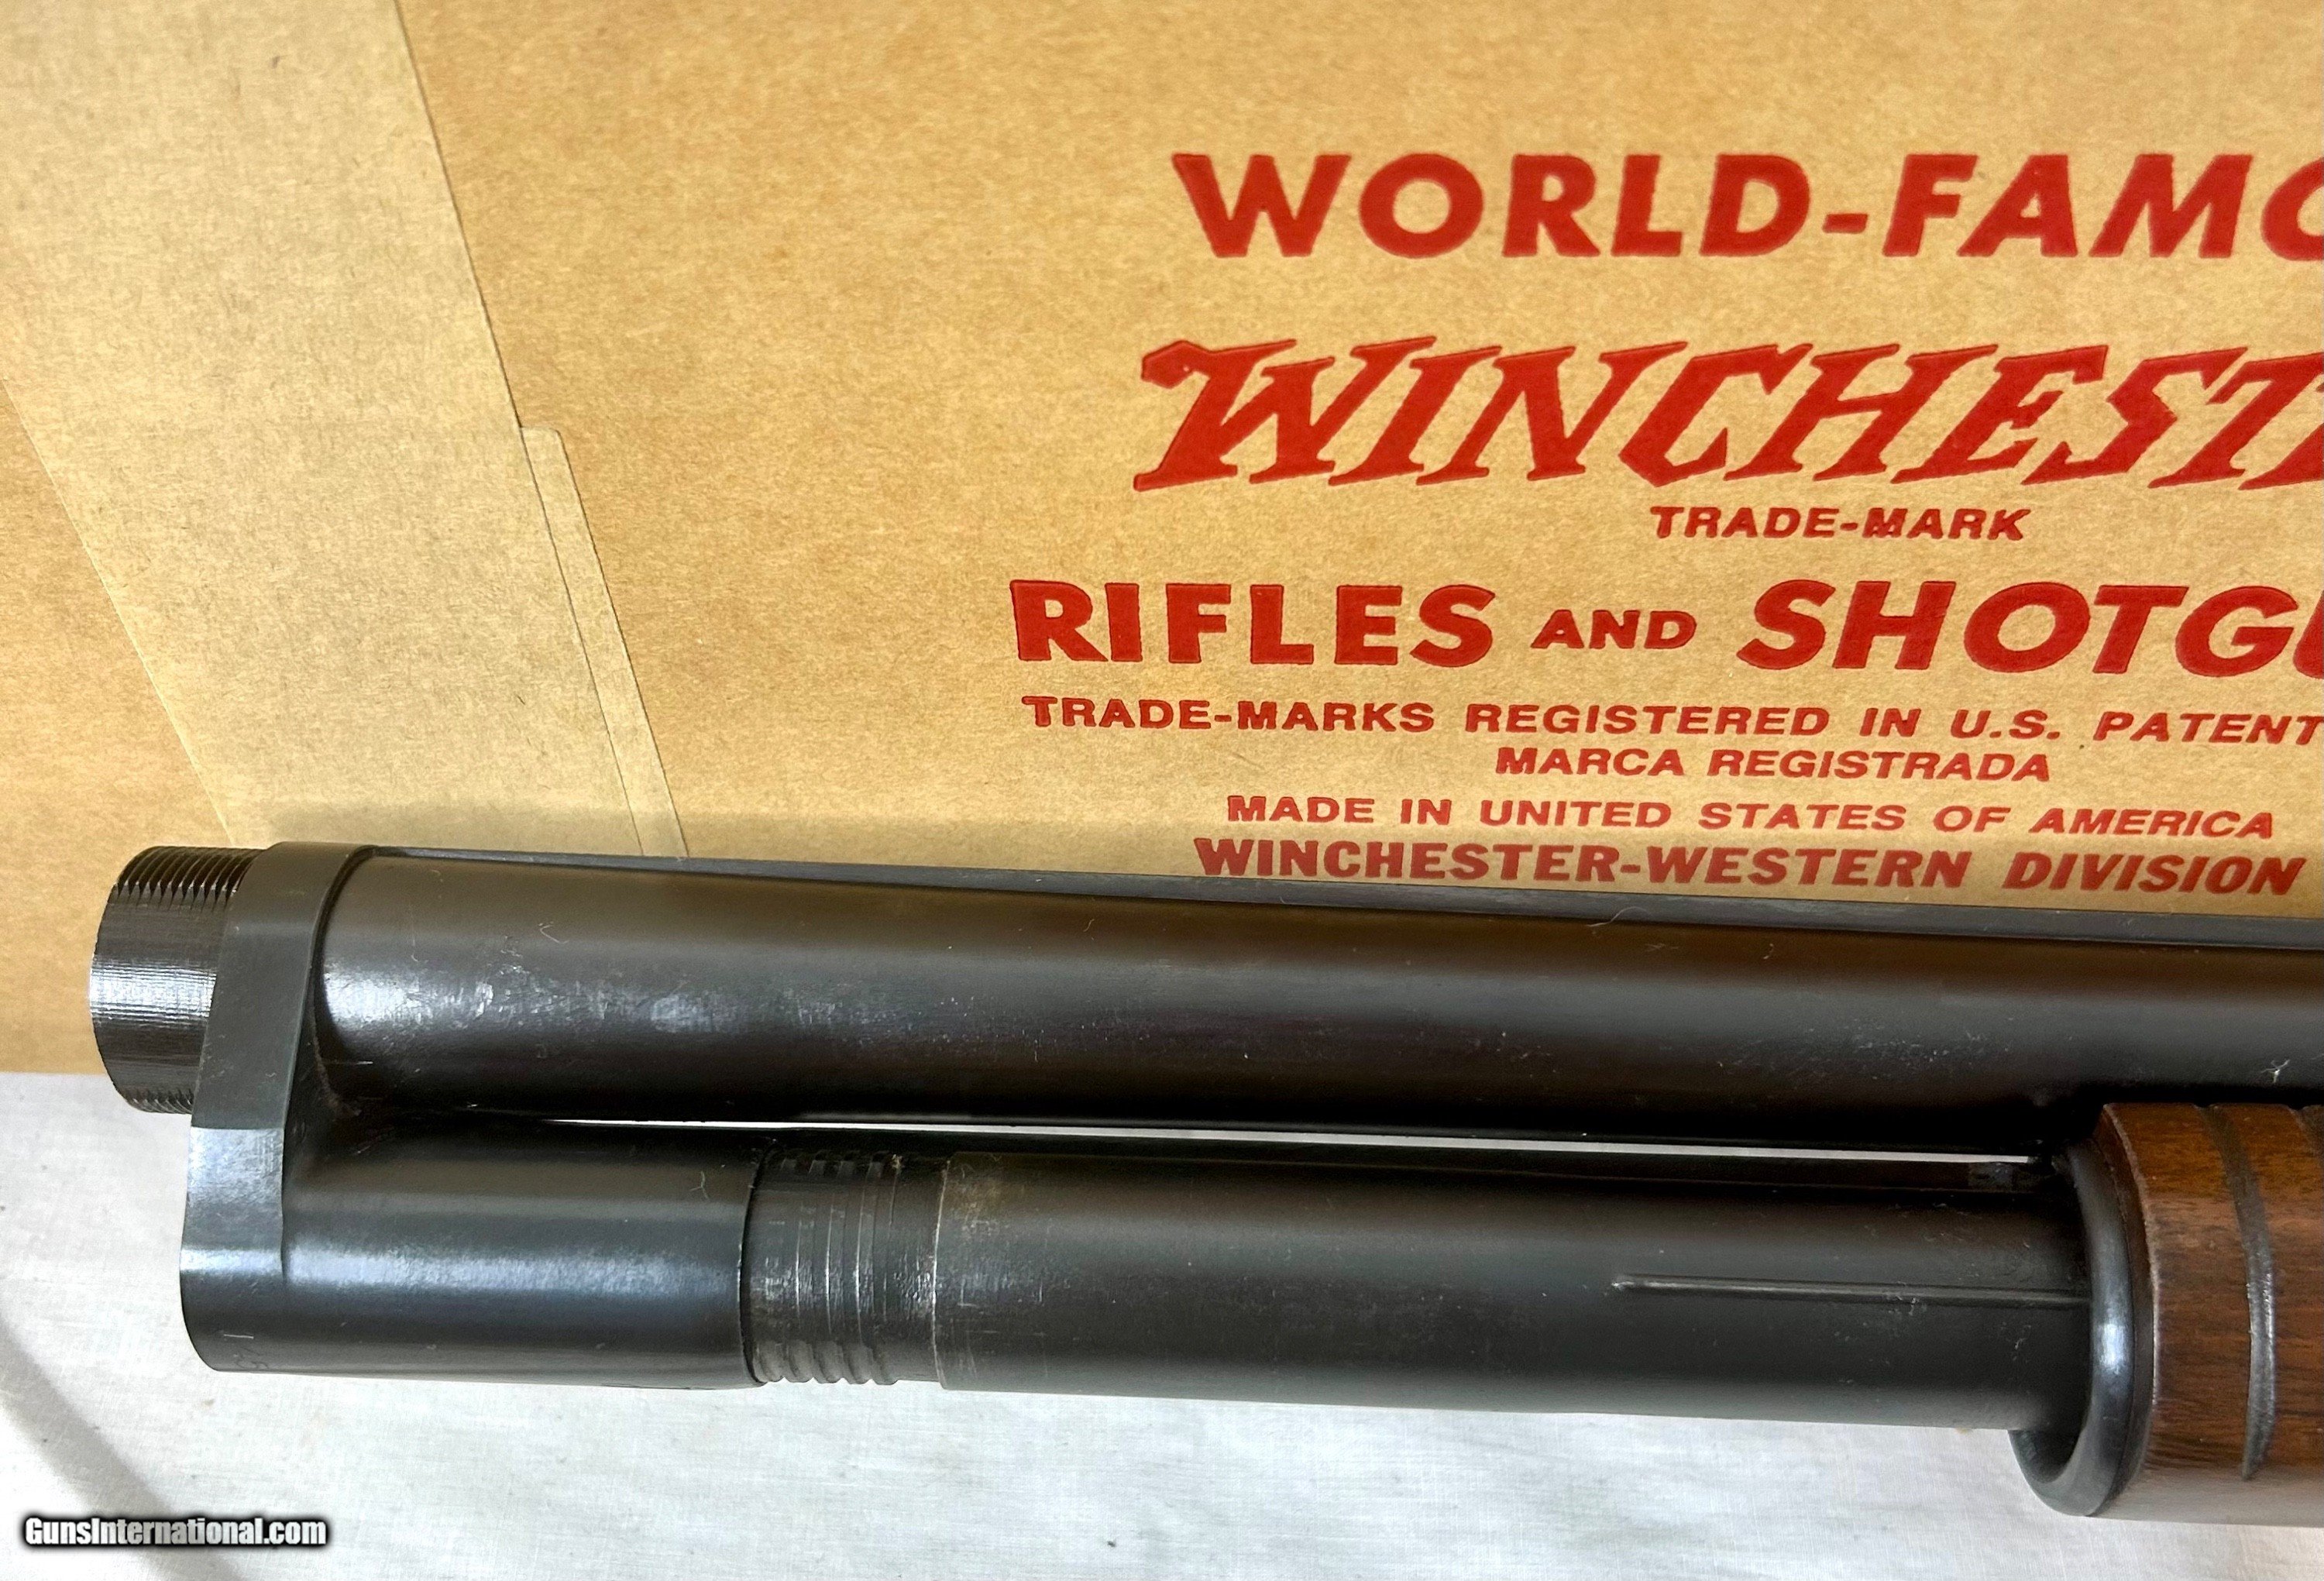 WORLD-FAMO
WINCHEST
TRADE-MARK
RIFLES AND SHOTGU
TRADE-MARKS REGISTERED IN U.S. PATENT
MARCA REGISTRADA
MADE IN UNITED STATES OF AMERICA
WINCHESTER-WESTERN DIVISION
GunsInternational.com